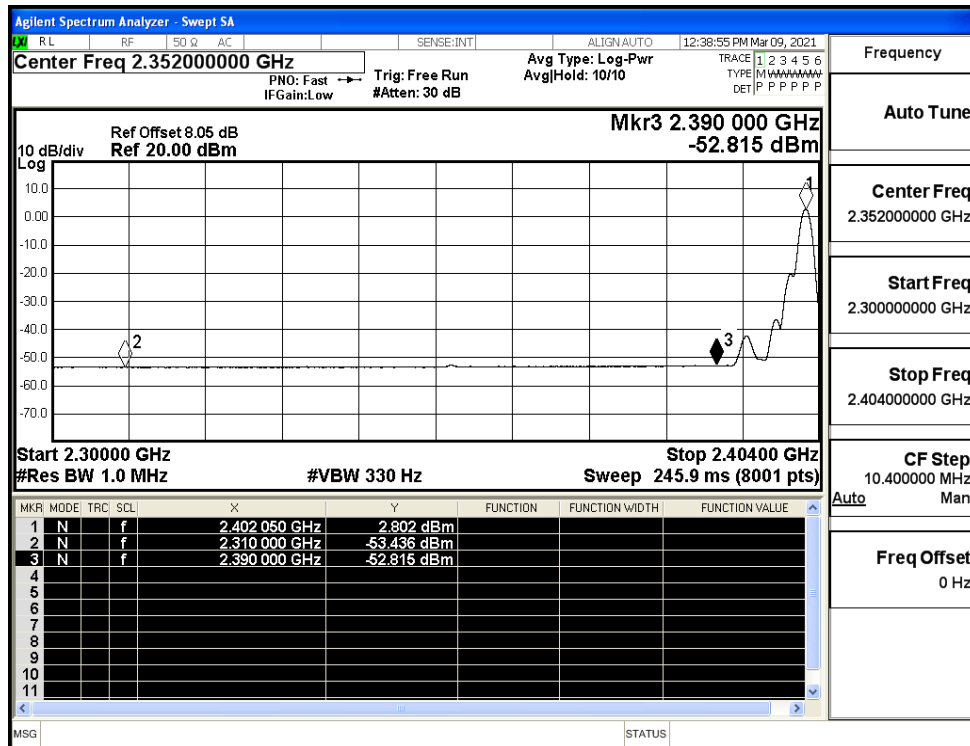 Agilent Spectrum Analyzer - Swept SA
LXI RL RF 50 Ω AC SENSE:INT ALIGN AUTO 12:38:55 PM Mar 09, 2021
Center Freq 2.352000000 GHz
PNO: Fast
IFGain:Low
Trig: Free Run
#Atten: 30 dB
Avg Type: Log-Pwr
Avg|Hold: 10/10
TRACE 1 2 3 4 5 6
TYPE M W W W W W
DET P P P P P P
Ref Offset 8.05 dB
10 dB/div Ref 20.00 dBm
Log
Mkr3 2.390 000 GHz
-52.815 dBm
10.0
0.00
-10.0
-20.0
-30.0
-40.0
-50.0
-60.0
-70.0
1
2
3
Start 2.30000 GHz Stop 2.40400 GHz
#Res BW 1.0 MHz #VBW 330 Hz Sweep 245.9 ms (8001 pts)
MKR MODE TRC SCL X Y FUNCTION FUNCTION WIDTH FUNCTION VALUE
1 N f 2.402 050 GHz 2.802 dBm
2 N f 2.310 000 GHz -53.436 dBm
3 N f 2.390 000 GHz -52.815 dBm
4
5
6
7
8
9
10
11
MSG STATUS
Frequency
Auto Tune
Center Freq
2.352000000 GHz
Start Freq
2.300000000 GHz
Stop Freq
2.404000000 GHz
CF Step
10.400000 MHz
Auto Man
Freq Offset
0 Hz